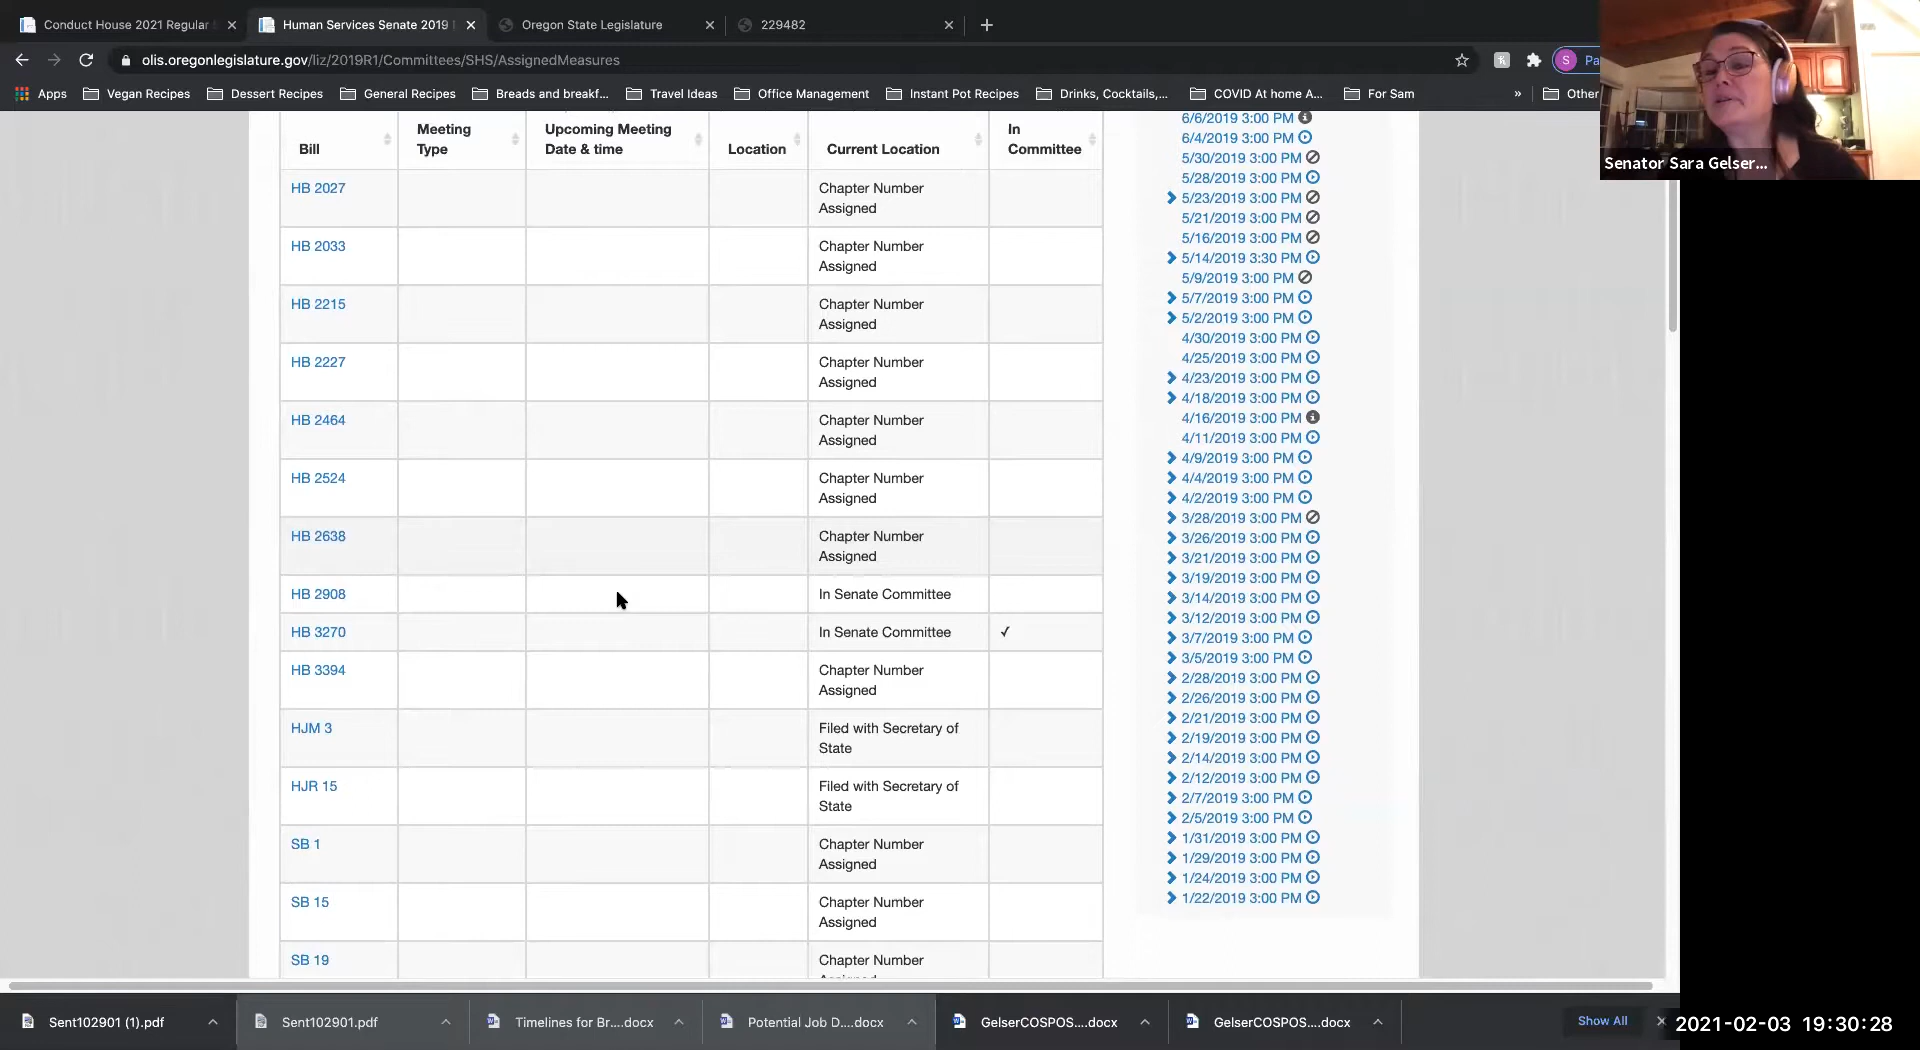 Conduct House 2021 Regular
Human Services Senate 2019
Oregon State Legislature
229482
olis.oregonlegislature.gov/liz/2019R1/Committees/SHS/AssignedMeasures
S Pa
Apps Vegan Recipes Dessert Recipes General Recipes Breads and breakf... Travel Ideas Office Management Instant Pot Recipes Drinks, Cocktails,... COVID At home A... For Sam » Other
Senator Sara Gelser...
Bill Meeting Type Upcoming Meeting Date & time Location Current Location In Committee
HB 2027 Chapter Number Assigned
HB 2033 Chapter Number Assigned
HB 2215 Chapter Number Assigned
HB 2227 Chapter Number Assigned
HB 2464 Chapter Number Assigned
HB 2524 Chapter Number Assigned
HB 2638 Chapter Number Assigned
HB 2908 In Senate Committee
HB 3270 In Senate Committee ✓
HB 3394 Chapter Number Assigned
HJM 3 Filed with Secretary of State
HJR 15 Filed with Secretary of State
SB 1 Chapter Number Assigned
SB 15 Chapter Number Assigned
SB 19 Chapter Number
6/6/2019 3:00 PM
6/4/2019 3:00 PM
5/30/2019 3:00 PM
5/28/2019 3:00 PM
5/23/2019 3:00 PM
5/21/2019 3:00 PM
5/16/2019 3:00 PM
5/14/2019 3:30 PM
5/9/2019 3:00 PM
5/7/2019 3:00 PM
5/2/2019 3:00 PM
4/30/2019 3:00 PM
4/25/2019 3:00 PM
4/23/2019 3:00 PM
4/18/2019 3:00 PM
4/16/2019 3:00 PM
4/11/2019 3:00 PM
4/9/2019 3:00 PM
4/4/2019 3:00 PM
4/2/2019 3:00 PM
3/28/2019 3:00 PM
3/26/2019 3:00 PM
3/21/2019 3:00 PM
3/19/2019 3:00 PM
3/14/2019 3:00 PM
3/12/2019 3:00 PM
3/7/2019 3:00 PM
3/5/2019 3:00 PM
2/28/2019 3:00 PM
2/26/2019 3:00 PM
2/21/2019 3:00 PM
2/19/2019 3:00 PM
2/14/2019 3:00 PM
2/12/2019 3:00 PM
2/7/2019 3:00 PM
2/5/2019 3:00 PM
1/31/2019 3:00 PM
1/29/2019 3:00 PM
1/24/2019 3:00 PM
1/22/2019 3:00 PM
Sent102901 (1).pdf Sent102901.pdf Timelines for Br....docx Potential Job D....docx GelserCOSPOS....docx GelserCOSPOS....docx Show All
2021-02-03 19:30:28